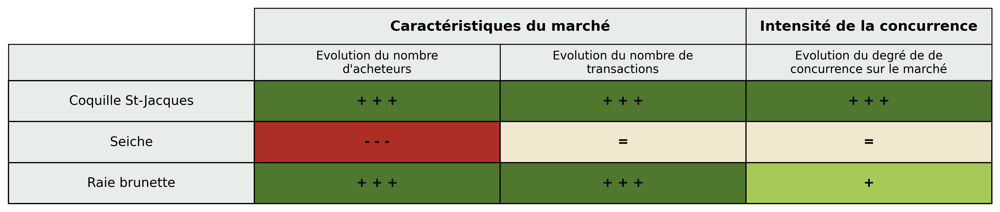 Caractéristiques du marché
Intensité de la concurrence
Evolution du nombre
d'acheteurs
Evolution du nombre de
transactions
Evolution du degré de de
concurrence sur le marché
Coquille St-Jacques
+ + +
+ + +
+ + +
Seiche
- - -
=
=
Raie brunette
+ + +
+ + +
+